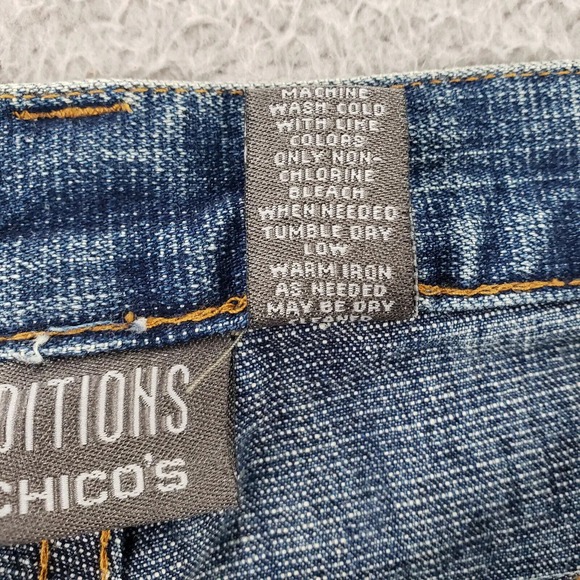 MACHINE
WASH COLD
WITH LIKE
COLORS
ONLY NON-
CHLORINE
BLEACH
WHEN NEEDED
TUMBLE DRY
LOW
WARM IRON
AS NEEDED
MAY BE DRY
DITIONS
CHICO'S